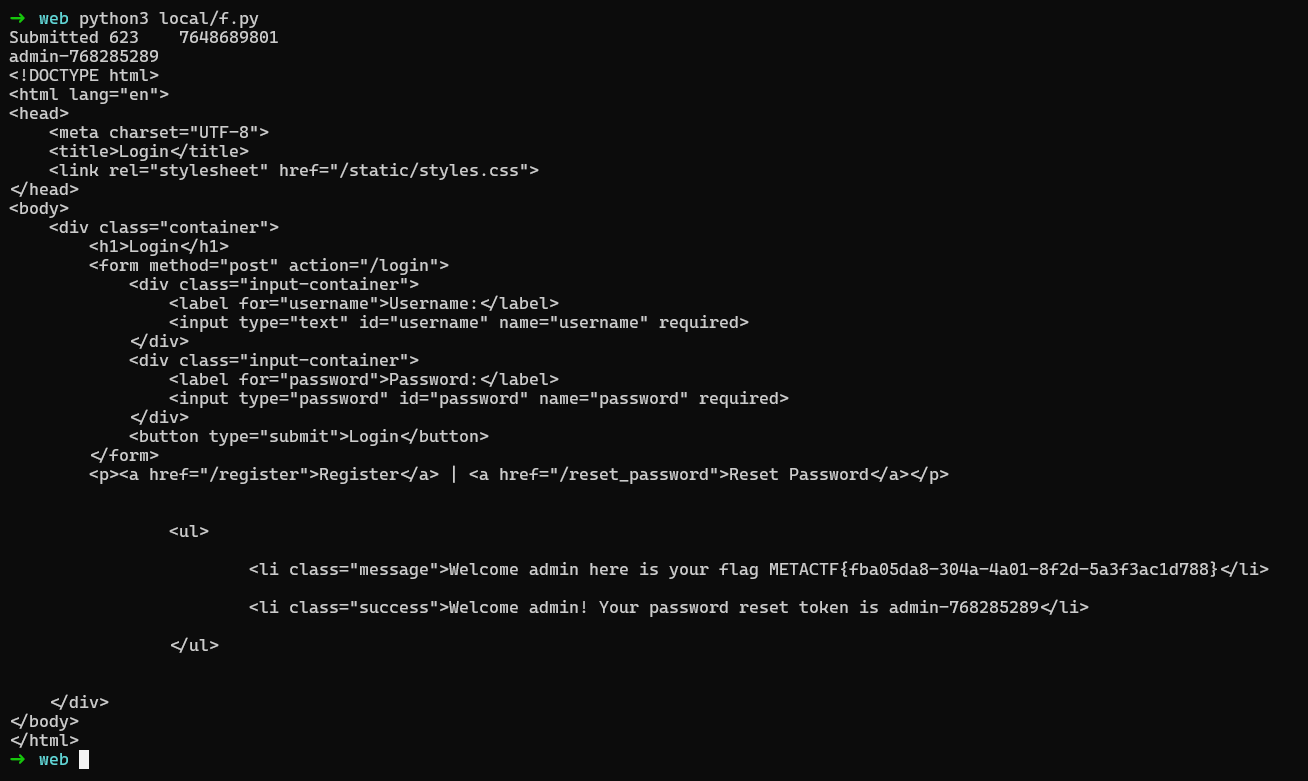 ➜ web python3 local/f.py
Submitted 623    7648689801
admin-768285289
<!DOCTYPE html>
<html lang="en">
<head>
    <meta charset="UTF-8">
    <title>Login</title>
    <link rel="stylesheet" href="/static/styles.css">
</head>
<body>
    <div class="container">
        <h1>Login</h1>
        <form method="post" action="/login">
            <div class="input-container">
                <label for="username">Username:</label>
                <input type="text" id="username" name="username" required>
            </div>
            <div class="input-container">
                <label for="password">Password:</label>
                <input type="password" id="password" name="password" required>
            </div>
            <button type="submit">Login</button>
        </form>
        <p><a href="/register">Register</a> | <a href="/reset_password">Reset Password</a></p>
                <ul>
                        <li class="message">Welcome admin here is your flag METACTF{fba05da8-304a-4a01-8f2d-5a3f3ac1d788}</li>
                        <li class="success">Welcome admin! Your password reset token is admin-768285289</li>
                </ul>
    </div>
</body>
</html>
➜ web